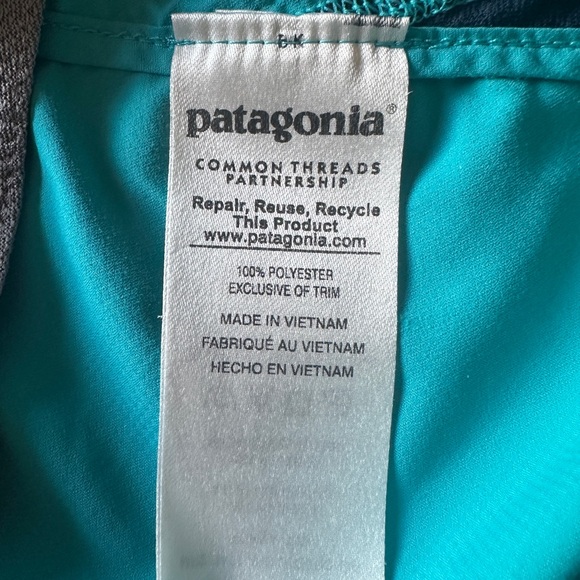 patagonia®
COMMON THREADS
PARTNERSHIP
Repair, Reuse, Recycle
This Product
www.patagonia.com
100% POLYESTER
EXCLUSIVE OF TRIM
MADE IN VIETNAM
FABRIQUÉ AU VIETNAM
HECHO EN VIETNAM